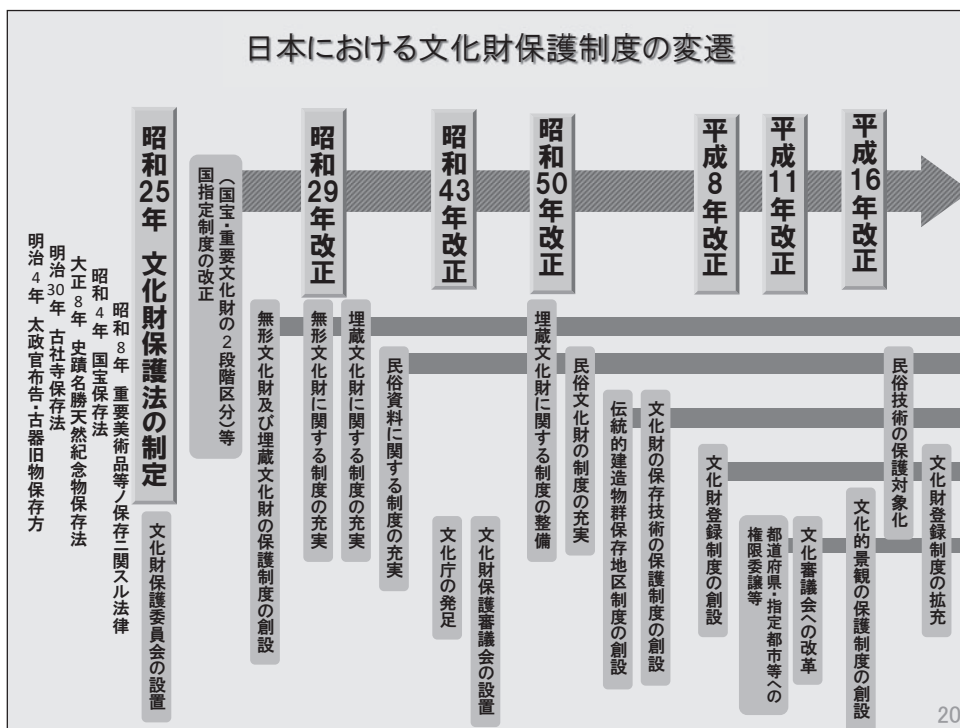 日本における文化財保護制度の変遷
明治4年 太政官布告・古器旧物保存方
明治30年 古社寺保存法
大正8年 史蹟名勝天然紀念物保存法
昭和4年 国宝保存法
昭和8年 重要美術品等ノ保存ニ関スル法律
昭和25年 文化財保護法の制定
文化財保護委員会の設置
国指定制度の改正
（国宝・重要文化財の2段階区分）等
無形文化財及び埋蔵文化財の保護制度の創設
昭和29年改正
無形文化財に関する制度の充実
埋蔵文化財に関する制度の充実
民俗資料に関する制度の充実
昭和43年改正
文化庁の発足
文化財保護審議会の設置
昭和50年改正
埋蔵文化財に関する制度の整備
民俗文化財の制度の充実
伝統的建造物群保存地区制度の創設
文化財の保存技術の保護制度の創設
平成8年改正
文化財登録制度の創設
平成11年改正
都道府県・指定都市等への
権限委譲等
文化審議会への改革
平成16年改正
文化的景観の保護制度の創設
民俗技術の保護対象化
文化財登録制度の拡充
20